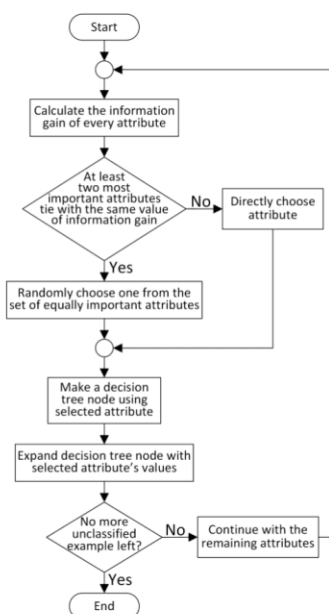 Start
Calculate the information
gain of every attribute
At least
two most
important attributes
tie with the same value
of information gain
No
Directly choose
attribute
Yes
Randomly choose one from the
set of equally important attributes
Make a decision
tree node using
selected attribute
Expand decision tree node with
selected attribute's values
No more
unclassified
example left?
No
Continue with the
remaining attributes
Yes
End